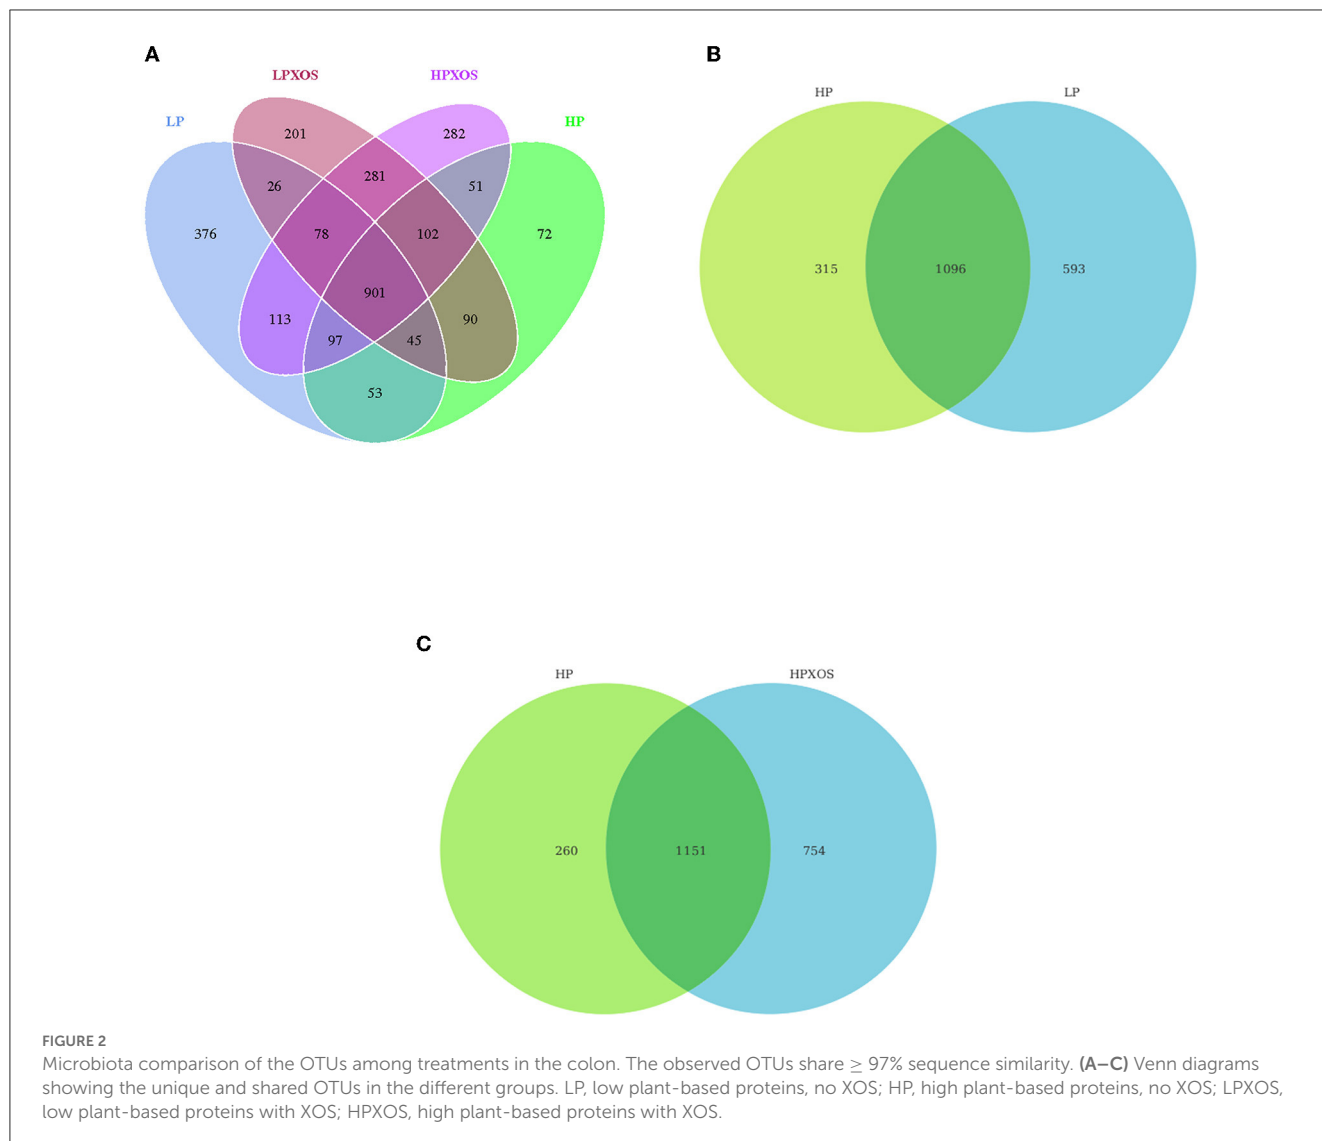 A
LPXOS
HPXOS
LP
HP
201
282
26
281
51
376
78
102
72
901
113
97
45
90
53
B
HP
LP
315
1096
593
C
HP
HPXOS
260
1151
754
FIGURE 2
Microbiota comparison of the OTUs among treatments in the colon. The observed OTUs share ≥ 97% sequence similarity. (A–C) Venn diagrams
showing the unique and shared OTUs in the different groups. LP, low plant-based proteins, no XOS; HP, high plant-based proteins, no XOS; LPXOS,
low plant-based proteins with XOS; HPXOS, high plant-based proteins with XOS.